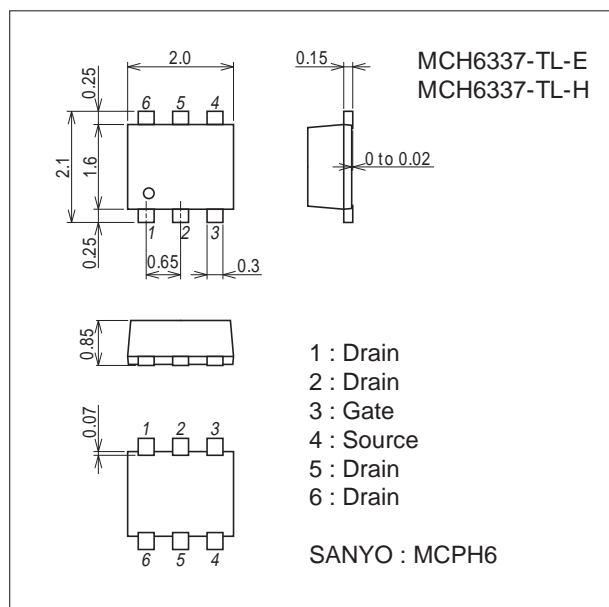 2.0
0.25
6 5 4
2.1
1.6
0.25
1 2 3
0.65
0.3
0.15
MCH6337-TL-E
MCH6337-TL-H
0 to 0.02
0.85
0.07
1 2 3
6 5 4
1 : Drain
2 : Drain
3 : Gate
4 : Source
5 : Drain
6 : Drain
SANYO : MCPH6